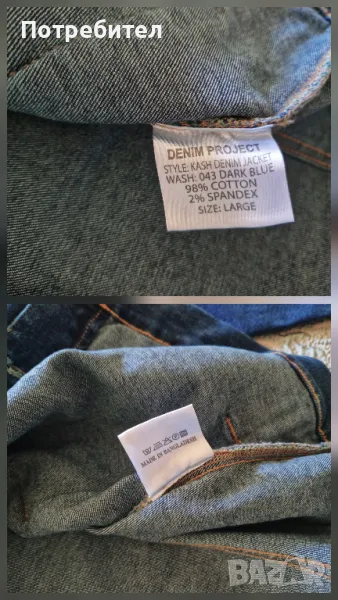 Потребител
DENIM PROJECT
STYLE: KASH DENIM JACKET
WASH: 043 DARK BLUE
98% COTTON
2% SPANDEX
SIZE: LARGE
MADE IN BANGLADESH
BAZAR